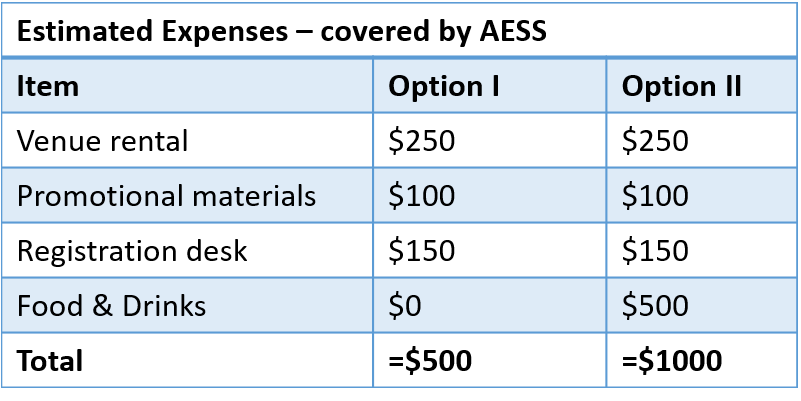 Estimated Expenses – covered by AESS
Item Option I Option II
Venue rental $250 $250
Promotional materials $100 $100
Registration desk $150 $150
Food & Drinks $0 $500
Total =$500 =$1000